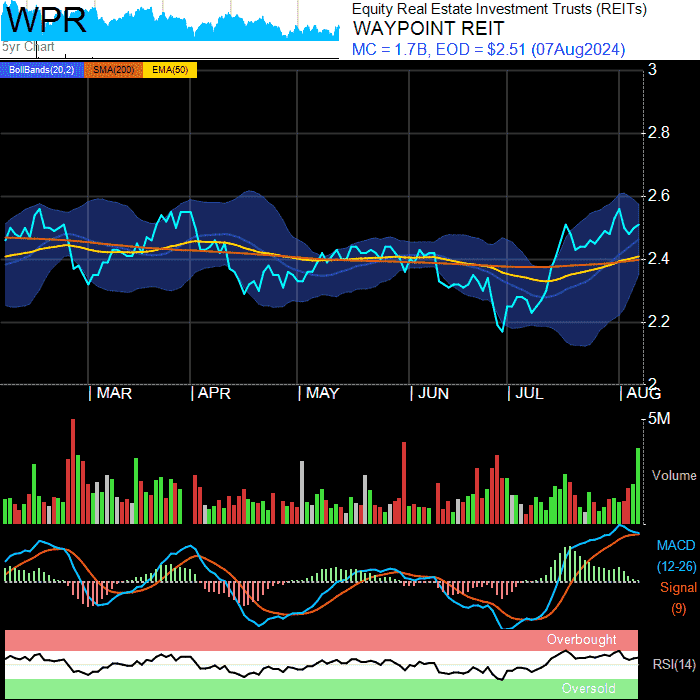 WPR
5yr Chart
Equity Real Estate Investment Trusts (REITs)
WAYPOINT REIT
MC = 1.7B, EOD = $2.51 (07Aug2024)
BollBands(20,2) SMA(200) EMA(50)
3
2.8
2.6
2.4
2.2
2
MAR APR MAY JUN JUL AUG
5M
Volume
MACD
(12-26)
Signal
(9)
Overbought
RSI(14)
Oversold